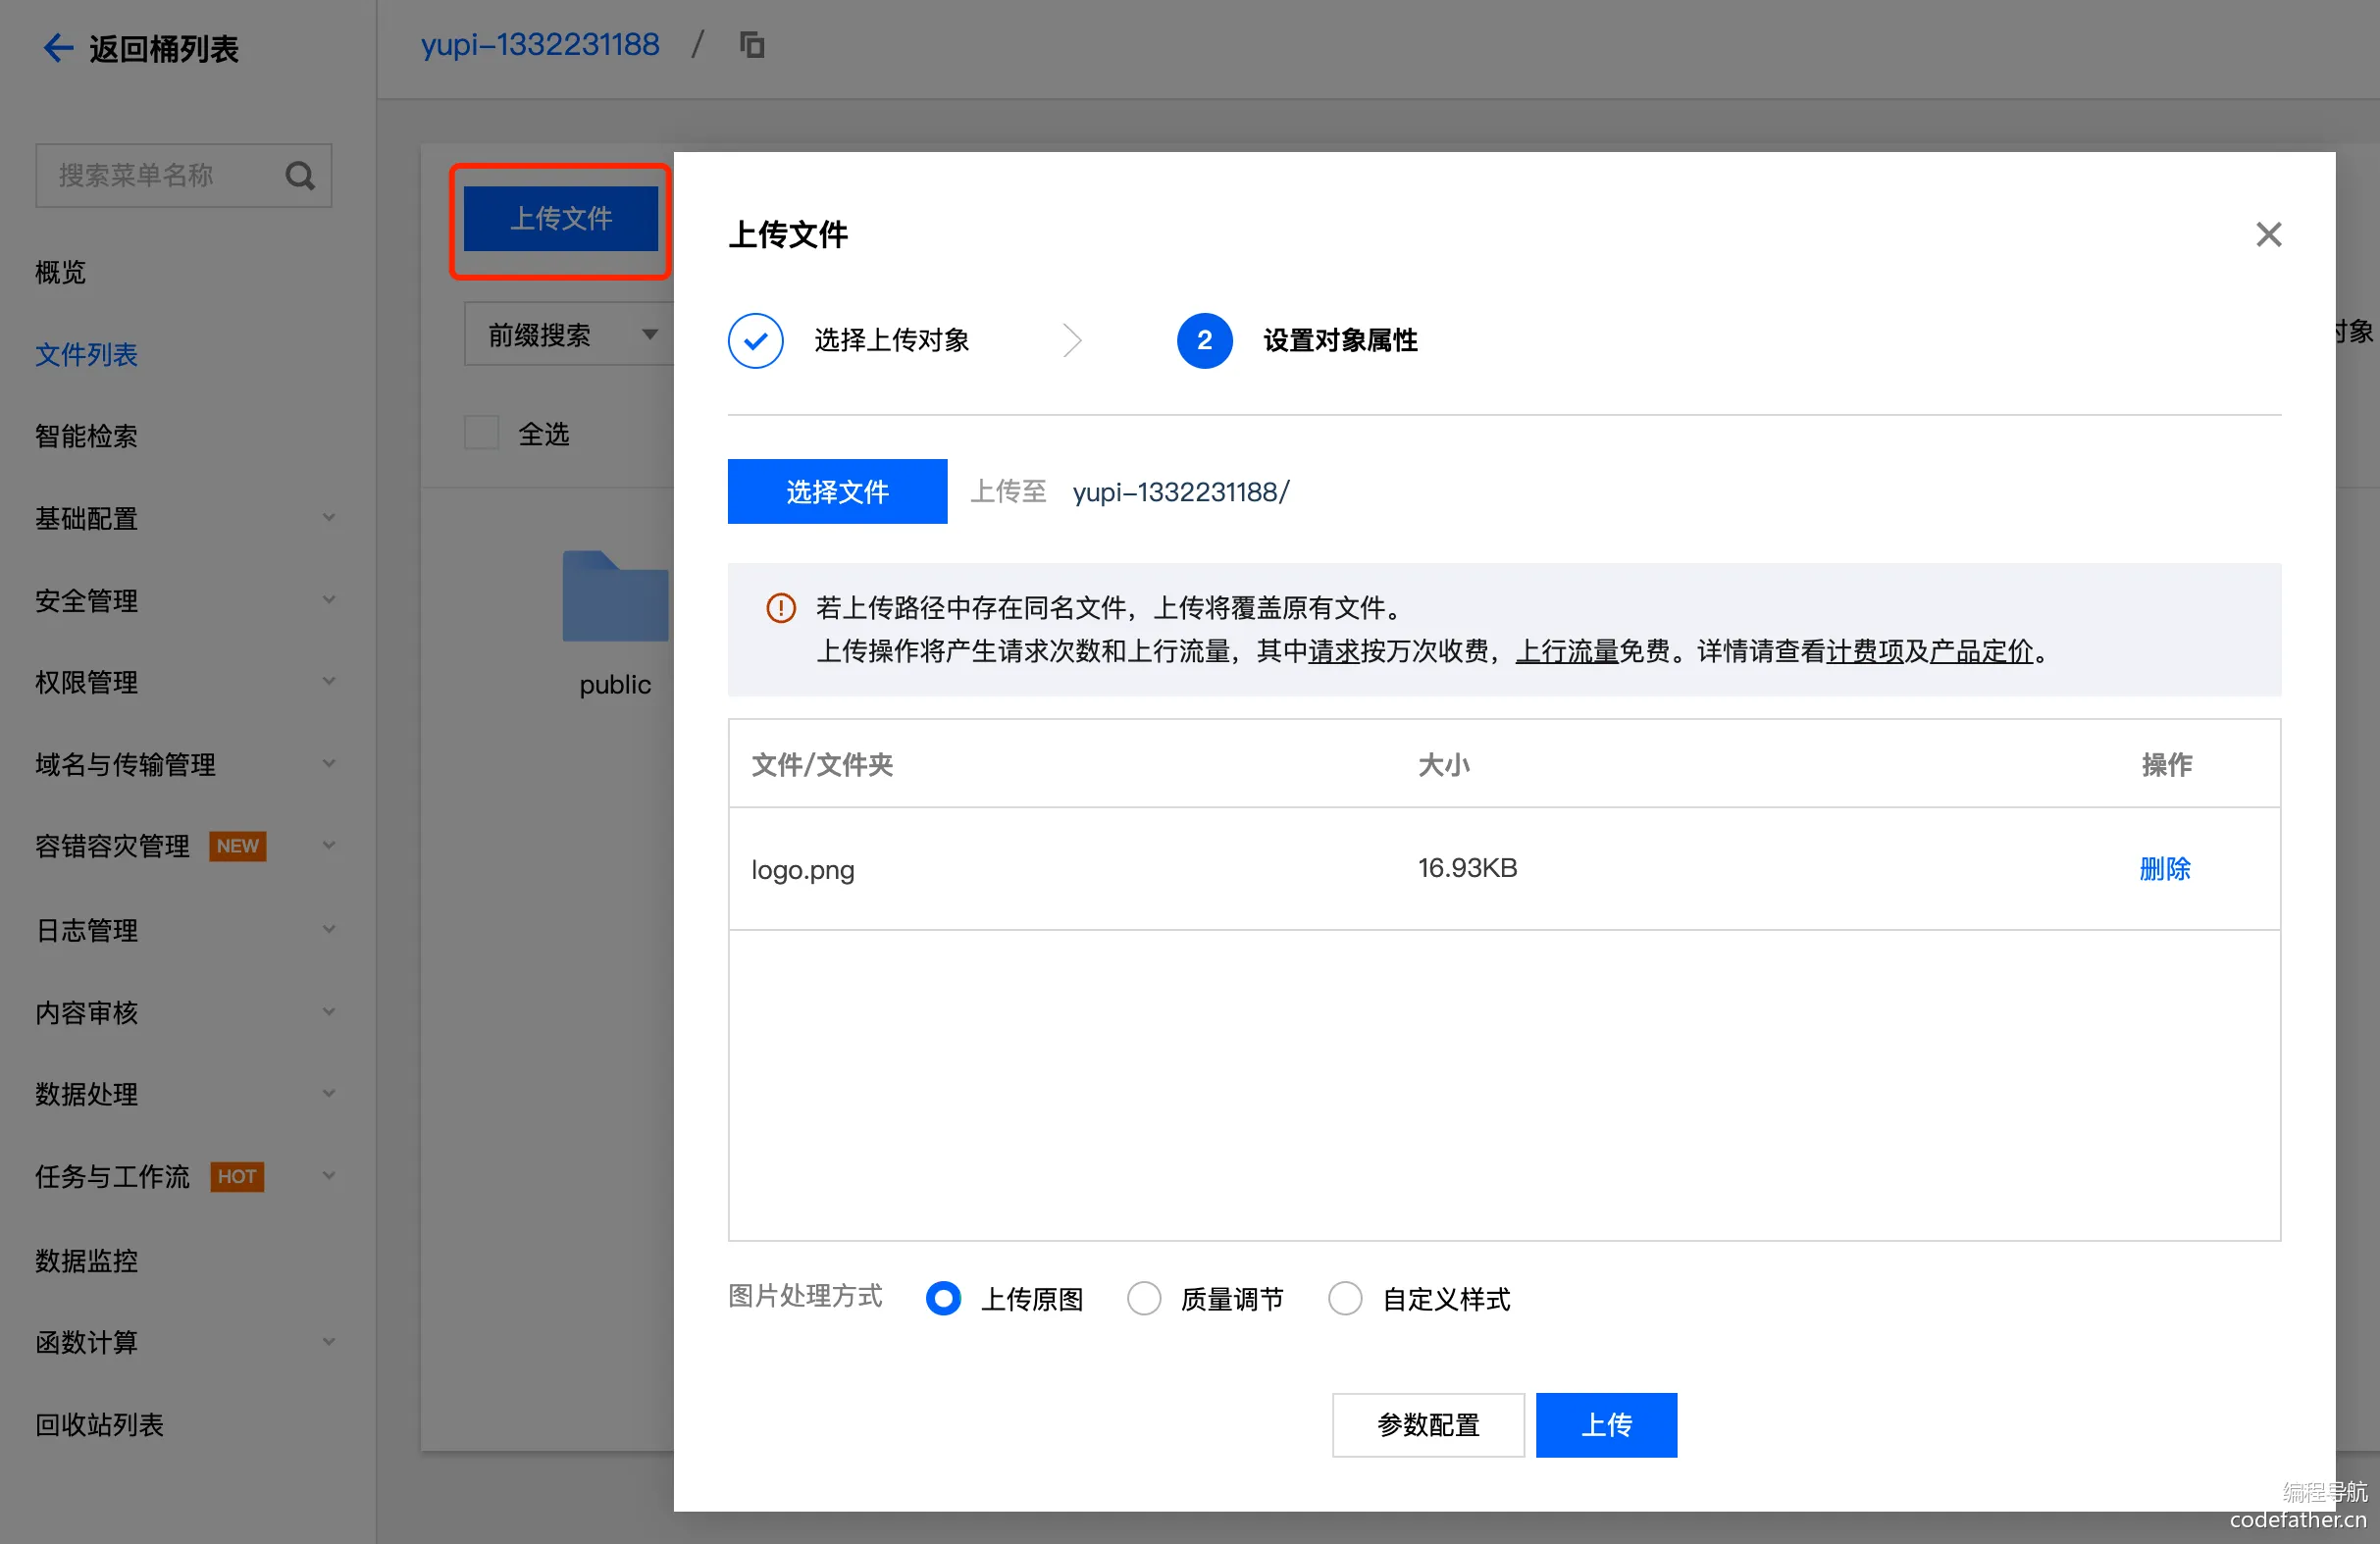 返回桶列表
yupi-1332231188 /
搜索菜单名称
概览
文件列表
智能检索
基础配置
安全管理
权限管理
域名与传输管理
容错容灾管理 NEW
日志管理
内容审核
数据处理
任务与工作流 HOT
数据监控
函数计算
回收站列表
上传文件
前缀搜索
全选
public
对象
上传文件
选择上传对象
2 设置对象属性
选择文件 上传至 yupi-1332231188/
若上传路径中存在同名文件，上传将覆盖原有文件。
上传操作将产生请求次数和上行流量，其中请求按万次收费，上行流量免费。详情请查看计费项及产品定价。
文件/文件夹 大小 操作
logo.png 16.93KB 删除
图片处理方式 上传原图 质量调节 自定义样式
参数配置 上传
编程导航
codefather.cn